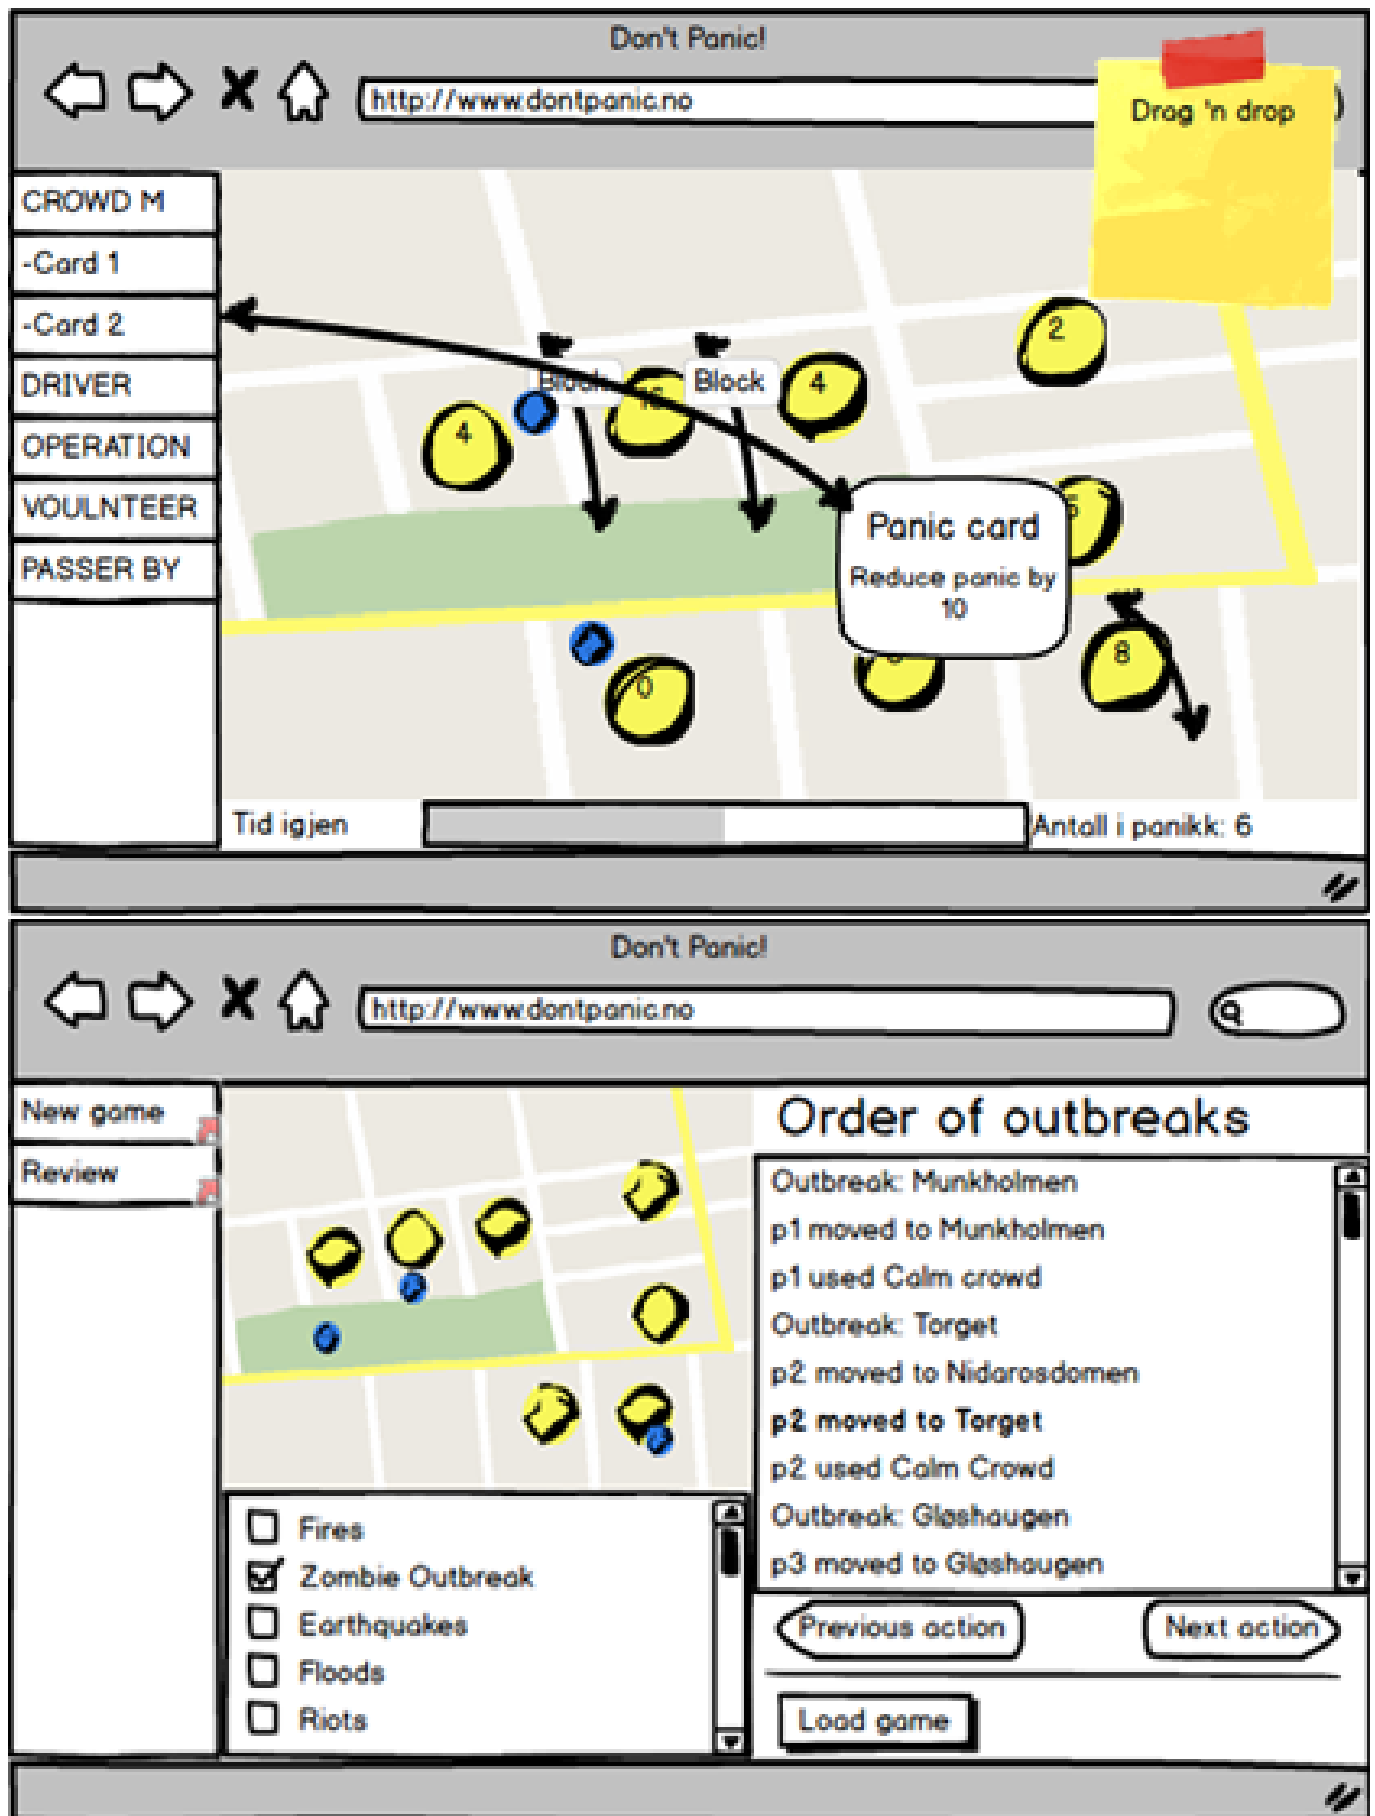 Don't Panic!
http://www.dontpanic.no
Drag 'n drop
CROWD M
-Card 1
-Card 2
DRIVER
OPERATION
VOULNTEER
PASSER BY
2
Block
4
4
Panic card
Reduce panic by
10
8
0
Tid igjen
Antall i panikk: 6
Don't Panic!
http://www.dontpanic.no
New game
Review
Order of outbreaks
Outbreak: Munkholmen
p1 moved to Munkholmen
p1 used Calm crowd
Outbreak: Torget
p2 moved to Nidarosdomen
p2 moved to Torget
p2 used Calm Crowd
Outbreak: Gløshaugen
p3 moved to Gløshaugen
Fires
Zombie Outbreak
Earthquakes
Floods
Riots
Previous action
Next action
Load game